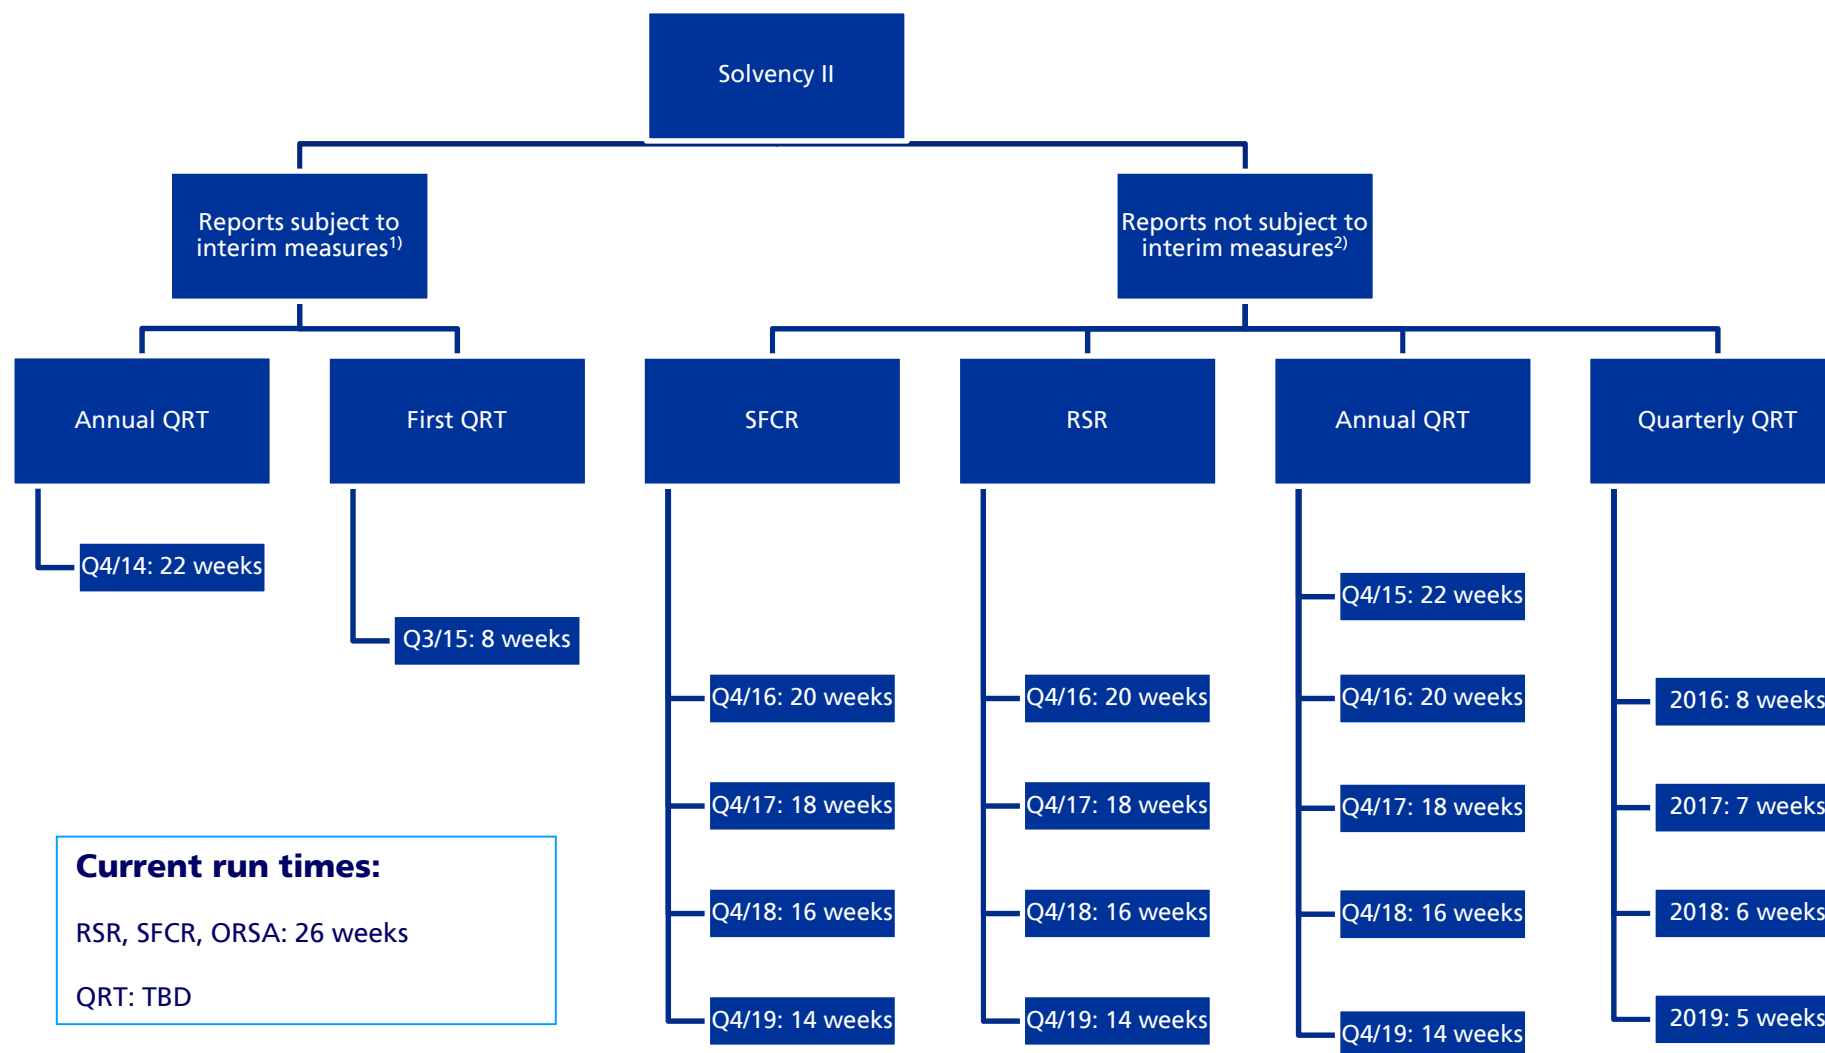 Solvency II
Reports subject to
interim measures1)
Reports not subject to
interim measures2)
Annual QRT
First QRT
SFCR
RSR
Annual QRT
Quarterly QRT
Q4/14: 22 weeks
Q3/15: 8 weeks
Q4/16: 20 weeks
Q4/17: 18 weeks
Q4/18: 16 weeks
Q4/19: 14 weeks
Q4/16: 20 weeks
Q4/17: 18 weeks
Q4/18: 16 weeks
Q4/19: 14 weeks
Q4/15: 22 weeks
Q4/16: 20 weeks
Q4/17: 18 weeks
Q4/18: 16 weeks
Q4/19: 14 weeks
2016: 8 weeks
2017: 7 weeks
2018: 6 weeks
2019: 5 weeks
Current run times:
RSR, SFCR, ORSA: 26 weeks
QRT: TBD